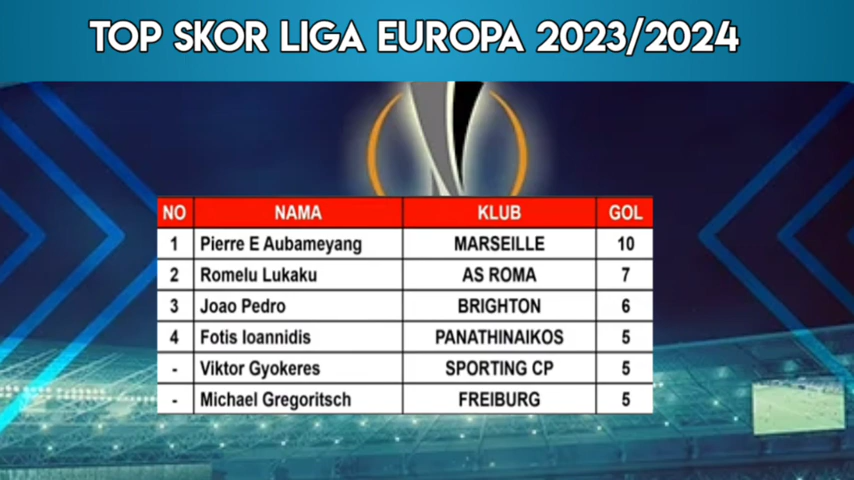 TOP SKOR LIGA EUROPA 2023/2024
NO NAMA KLUB GOL
1 Pierre E Aubameyang MARSEILLE 10
2 Romelu Lukaku AS ROMA 7
3 Joao Pedro BRIGHTON 6
4 Fotis Ioannidis PANATHINAIKOS 5
- Viktor Gyokeres SPORTING CP 5
- Michael Gregoritsch FREIBURG 5